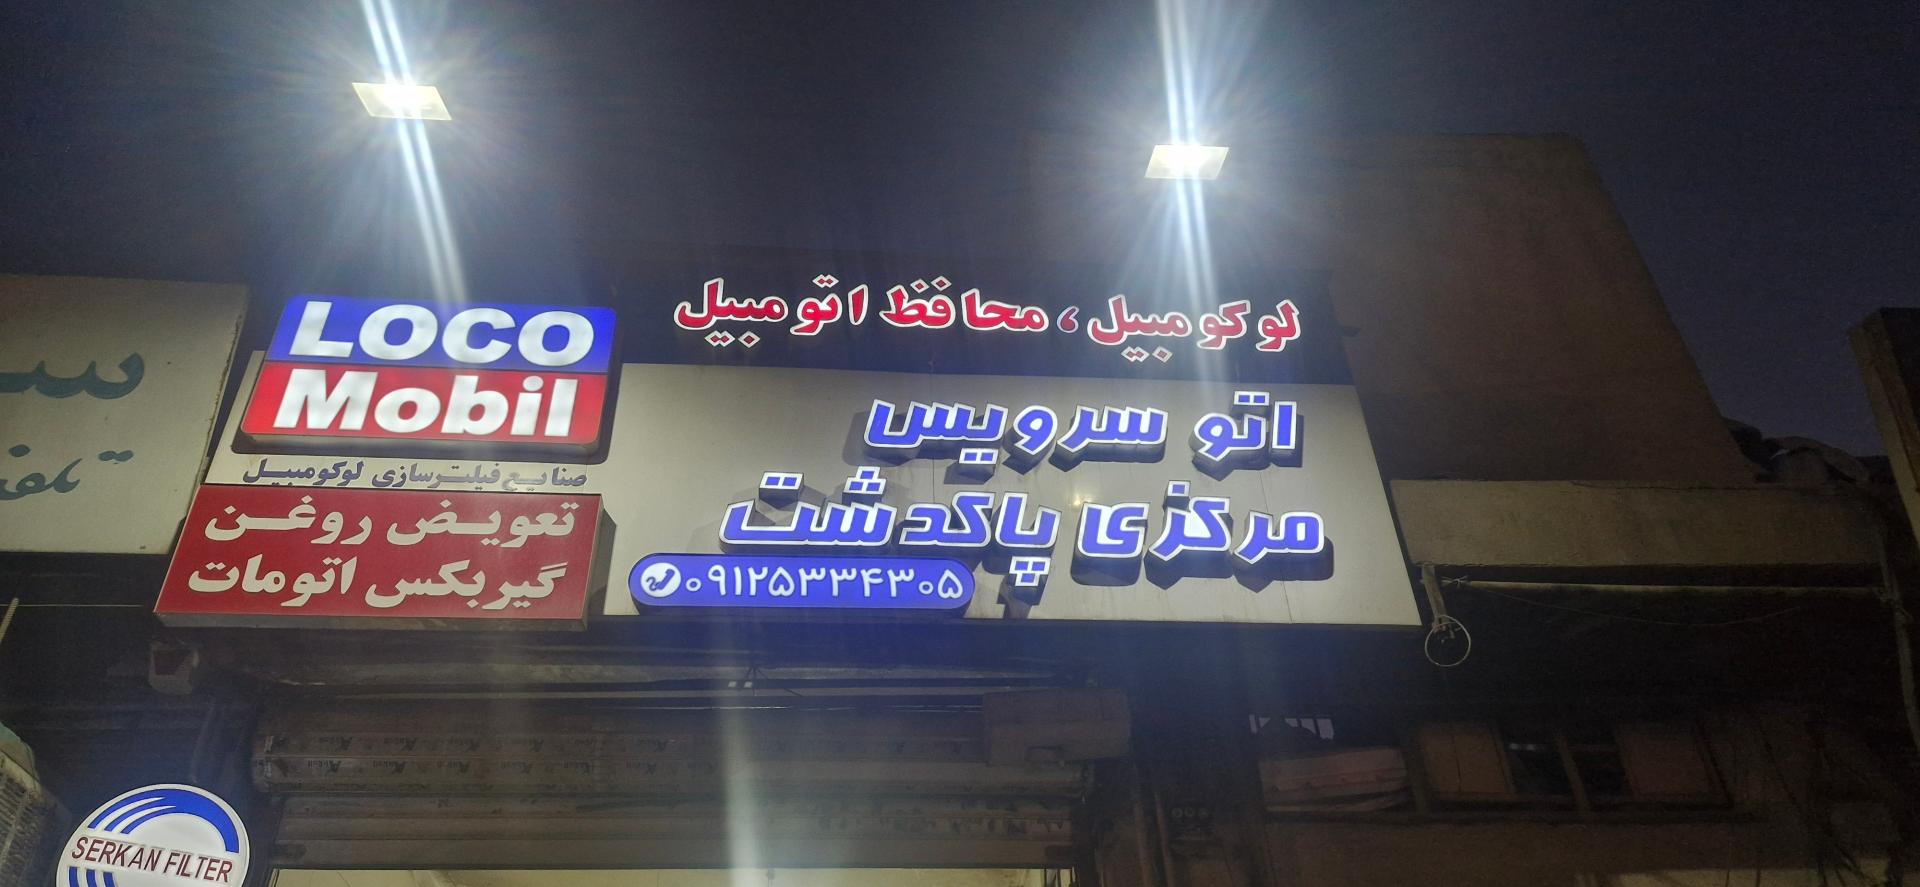 لوکومبیل، محافظ اتومبیل
LOCO
Mobil
صنایع فیلترسازی لوکومبیل
تعویض روغن
گیربکس اتومات
اتو سرویس
مرکزی پاکدشت
۰۹۱۲۵۳۳۴۳۰۵
SERKAN FILTER